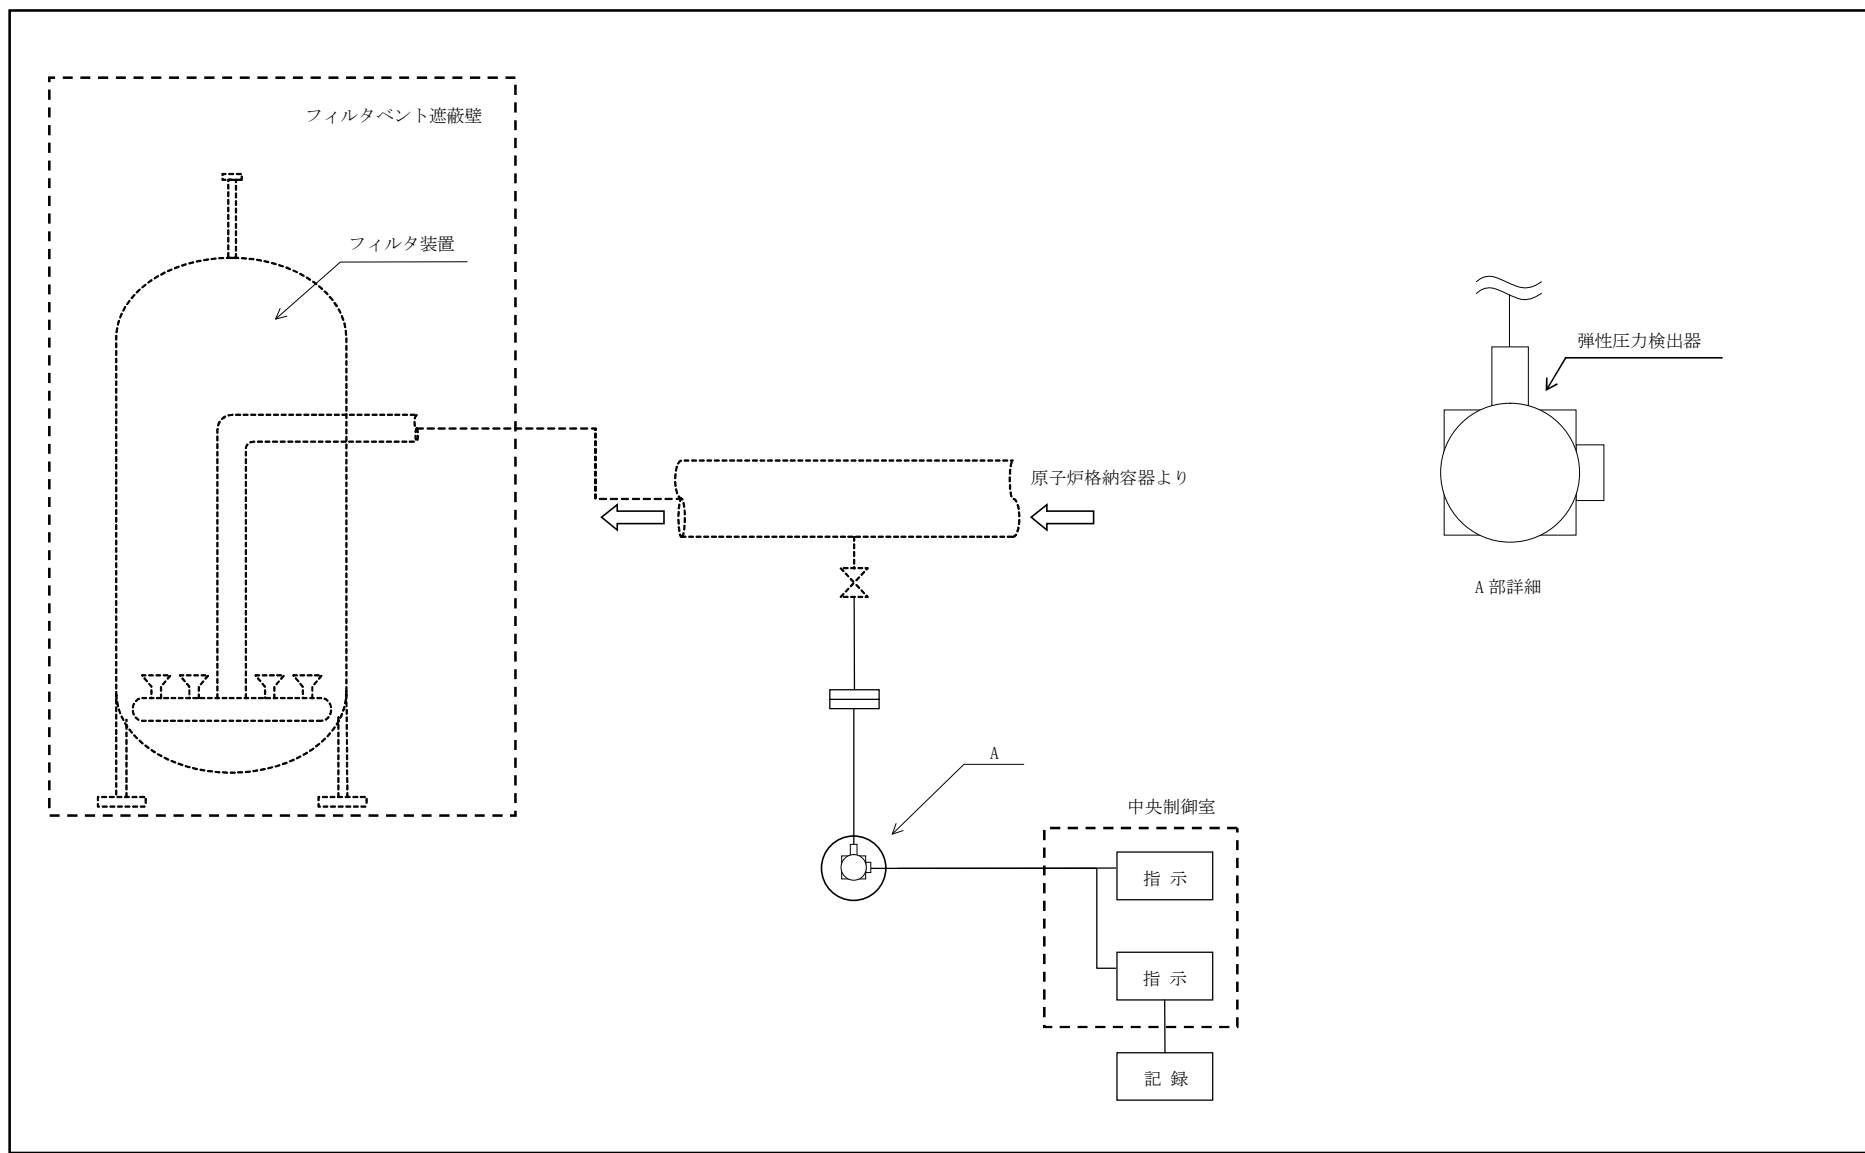 フィルタベント遮蔽壁
フィルタ装置
弾性圧力検出器
原子炉格納容器より
A部詳細
A
中央制御室
指 示
指 示
記 録